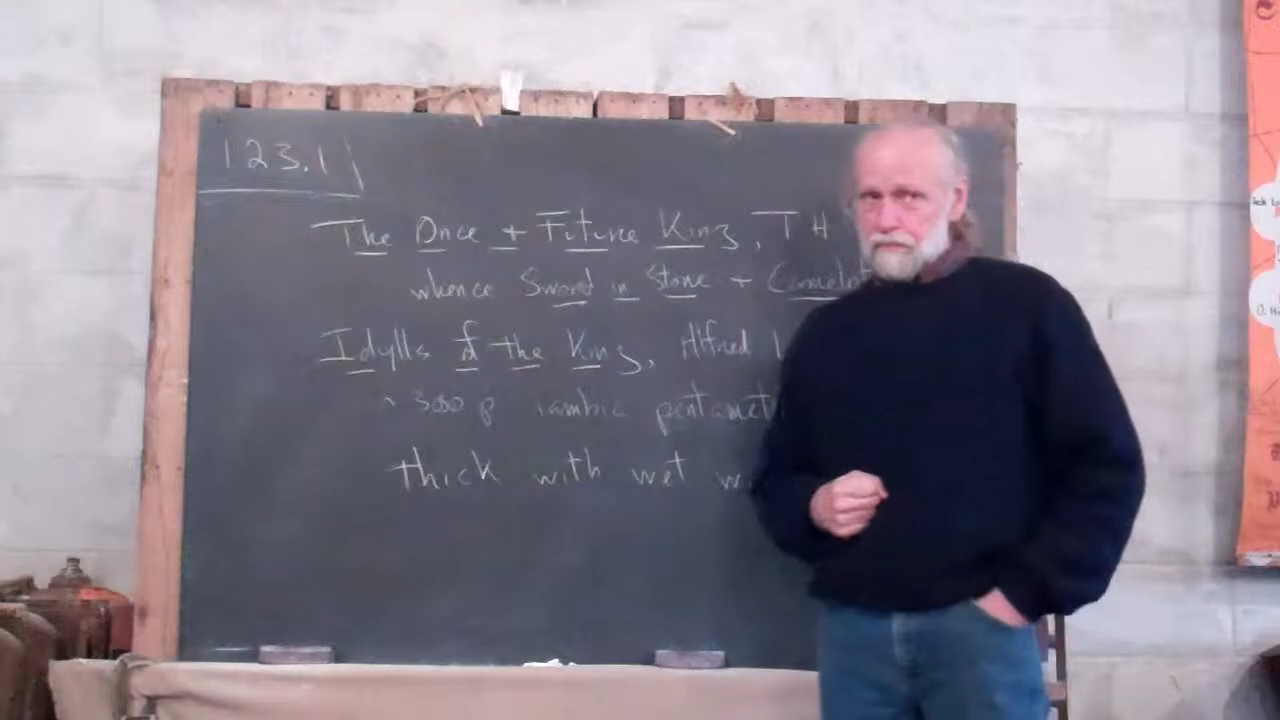 123.11
The Once + Future King, T H
whence Sword in Stone + Camelot
Idylls of the King, Alfred
~ 300 p iambic pentamet
thick with wet w